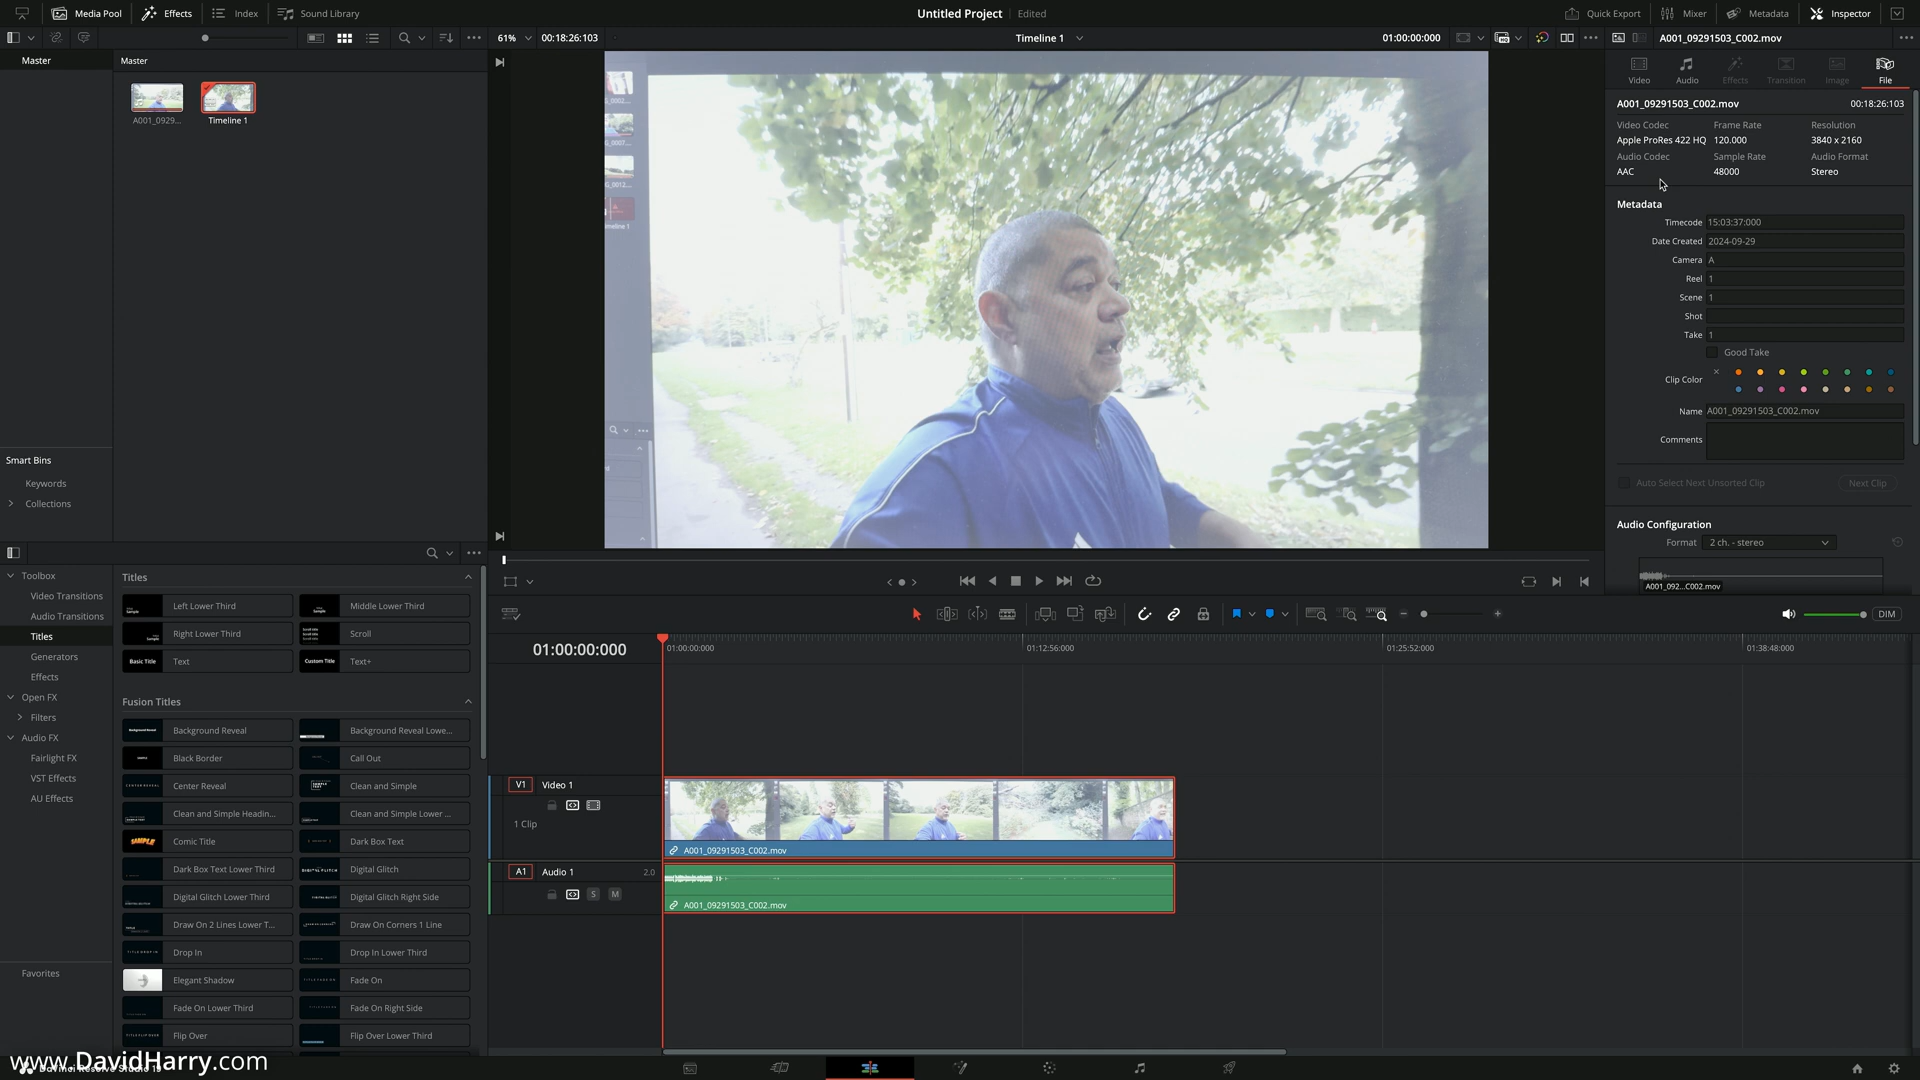 Media Pool
Effects
Index
Sound Library
Untitled Project
Edited
Quick Export
Mixer
Metadata
Inspector
61%
00:18:26:103
Timeline 1
01:00:00:000
A001_09291503_C002.mov
Master
Master
A001_0929...
Timeline 1
Smart Bins
Keywords
Collections
Video
Audio
Effects
Transition
Image
File
A001_09291503_C002.mov
00:18:26:103
Video Codec
Frame Rate
Resolution
Apple ProRes 422 HQ
120.000
3840 x 2160
Audio Codec
Sample Rate
Audio Format
AAC
48000
Stereo
Metadata
Timecode
15:03:37:000
Date Created
2024-09-29
Camera
A
Reel
1
Scene
1
Shot
Take
1
Good Take
Clip Color
Name
A001_09291503_C002.mov
Comments
Auto Select Next Unsorted Clip
Next Clip
Audio Configuration
Format
2 ch. - stereo
A001_092...C002.mov
Toolbox
Video Transitions
Audio Transitions
Titles
Generators
Effects
Open FX
Filters
Audio FX
Fairlight FX
VST Effects
AU Effects
Favorites
Titles
Left Lower Third
Middle Lower Third
Right Lower Third
Scroll
Basic Title
Text
Custom Title
Text+
Fusion Titles
Background Reveal
Background Reveal Lowe...
Black Border
Call Out
Center Reveal
Clean and Simple
Clean and Simple Headin...
Clean and Simple Lower ...
Comic Title
Dark Box Text
Dark Box Text Lower Third
Digital Glitch
Digital Glitch Lower Third
Digital Glitch Right Side
Draw On 2 Lines Lower T...
Draw On Corners 1 Line
Drop In
Drop In Lower Third
Elegant Shadow
Fade On
Fade On Lower Third
Fade On Right Side
Flip Over
Flip Over Lower Third
DIM
01:00:00:000
01:00:00:000
01:12:56:000
01:25:52:000
01:38:48:000
V1
Video 1
1 Clip
A001_09291503_C002.mov
A1
Audio 1
2.0
S
M
A001_09291503_C002.mov
www.DavidHarry.com